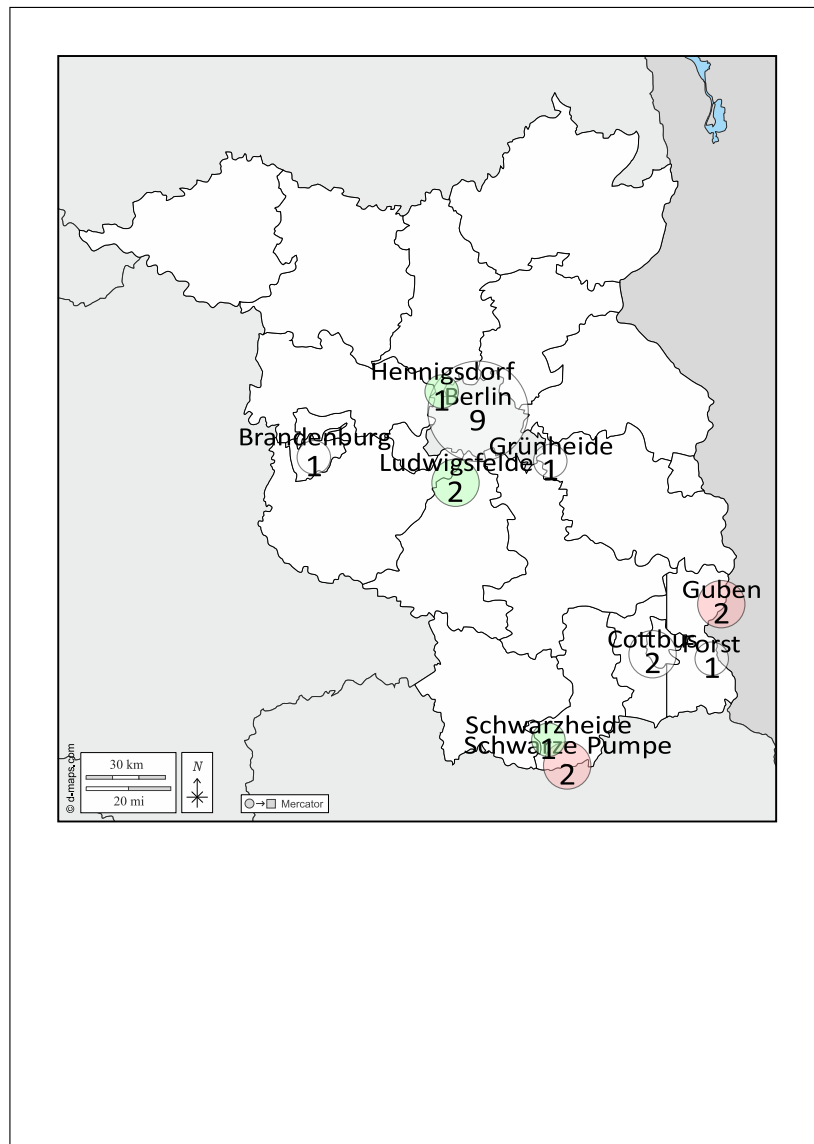 Hennigsdorf
1
Berlin
9
Brandenburg
1
Grünheide
1
Ludwigsfelde
2
Guben
2
Cottbus
2
Forst
1
Schwarzheide
1
Schwarze Pumpe
2
© d-maps.com
30 km
20 mi
N
Mercator